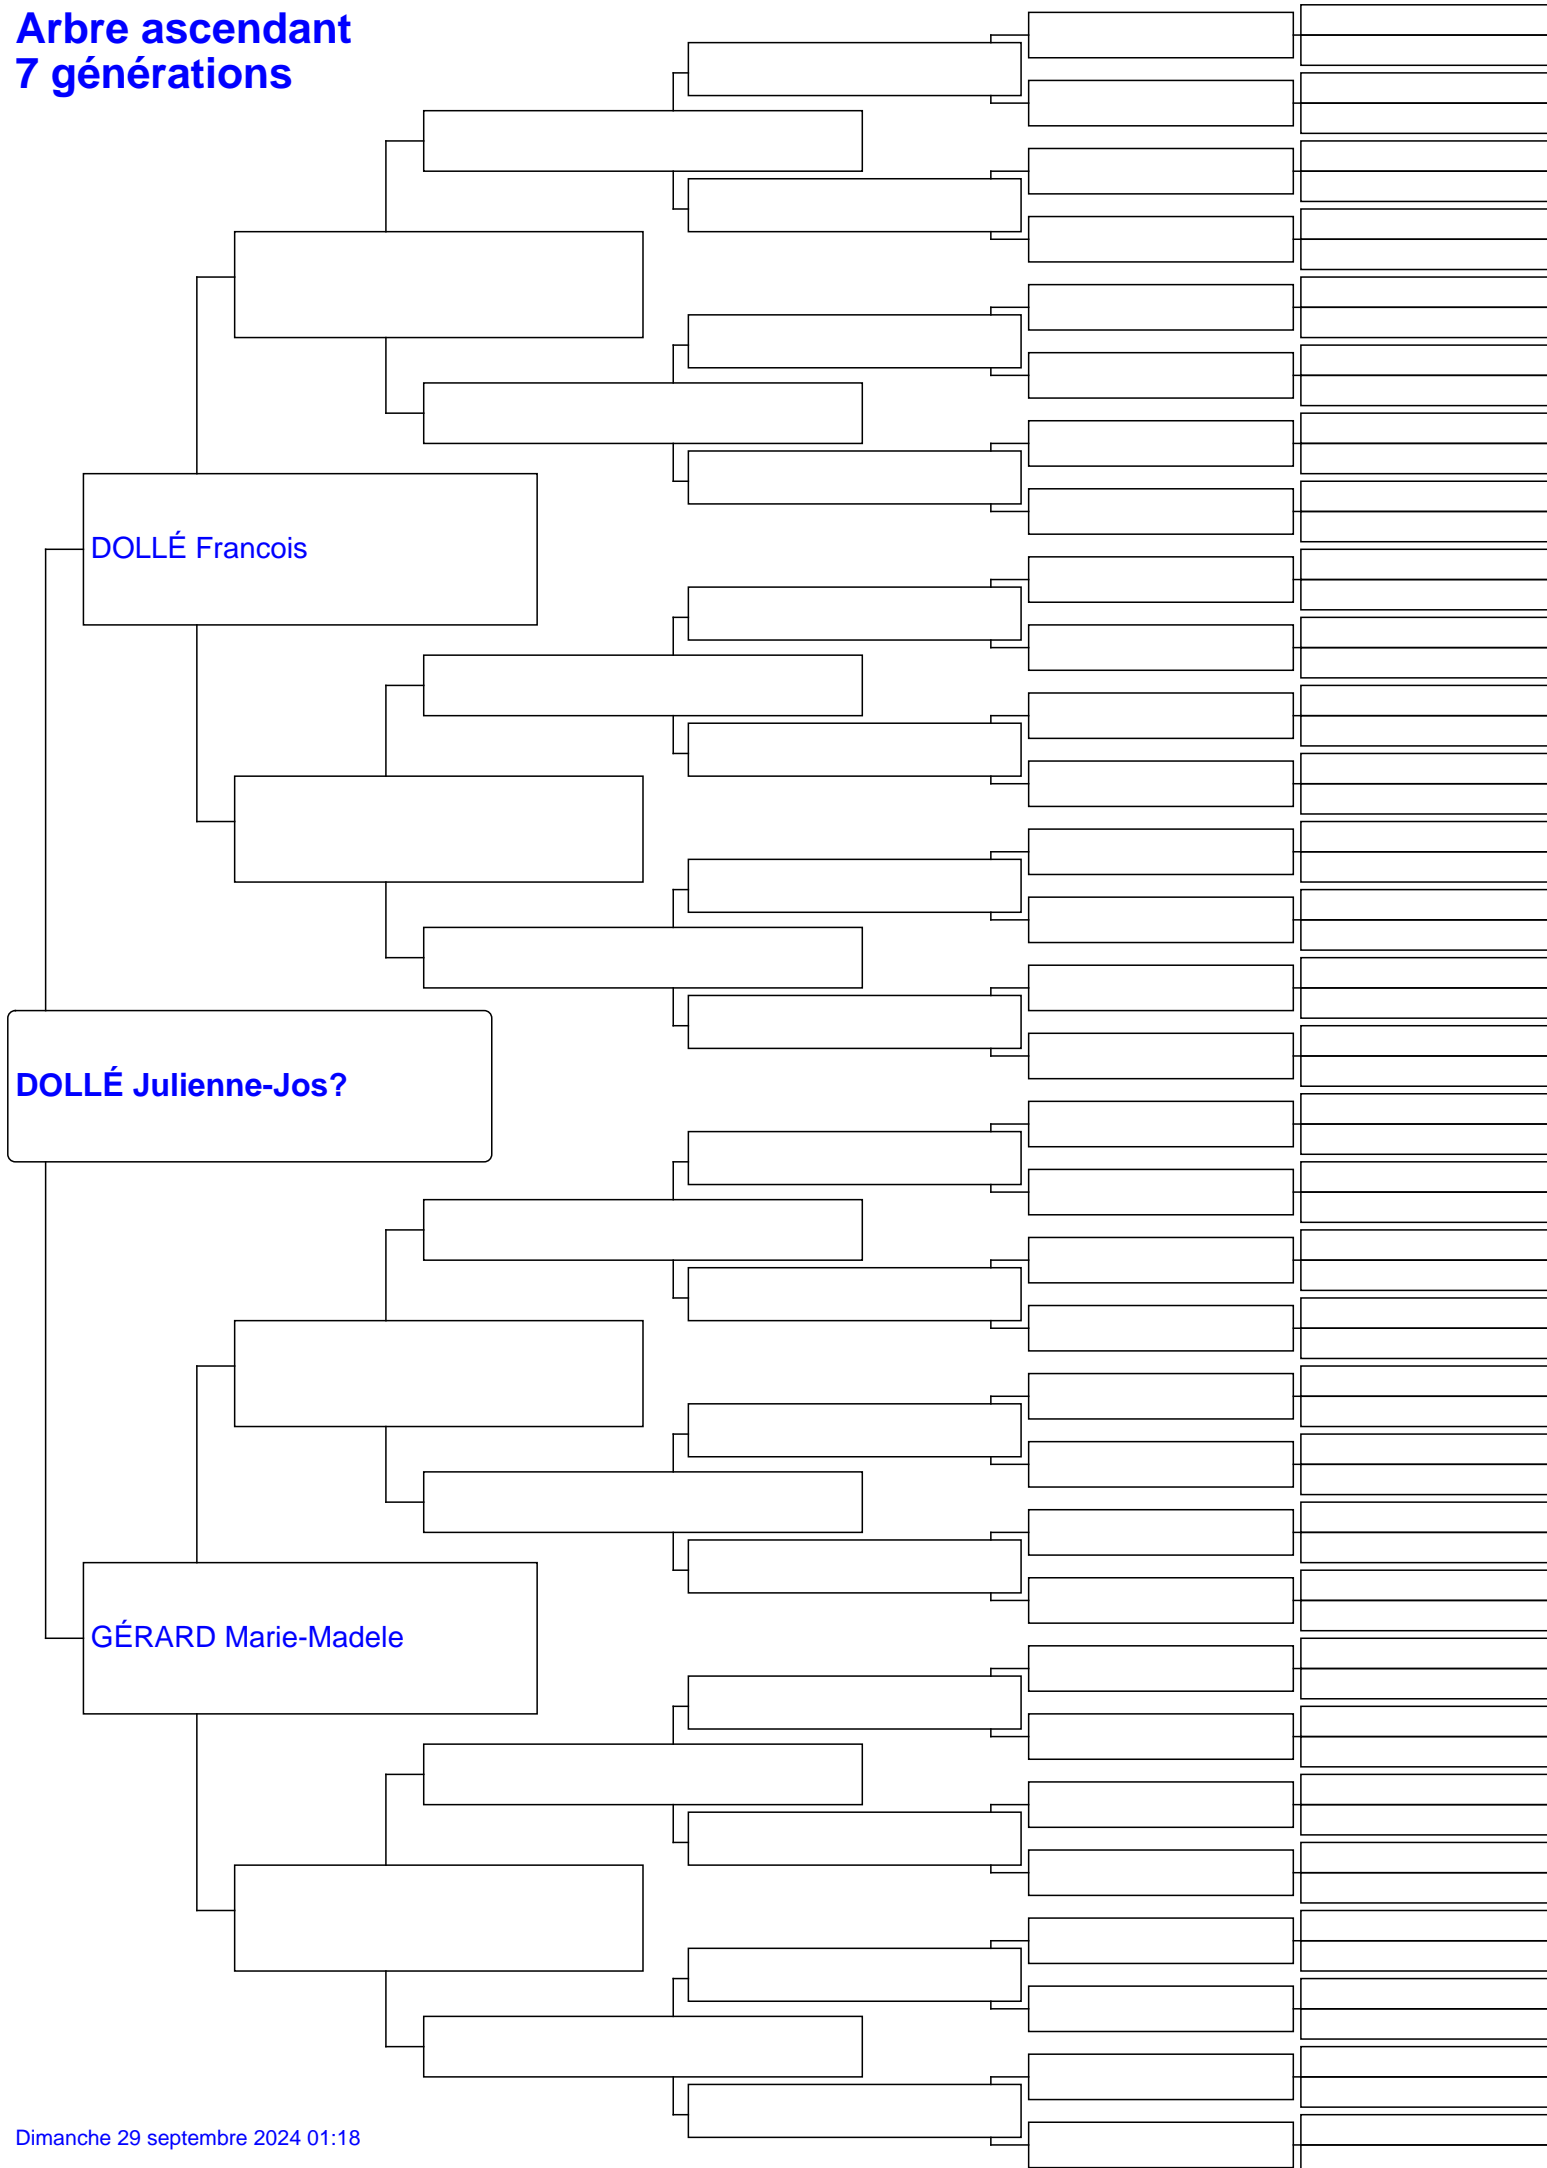 Arbre ascendant
7 générations
DOLLÉ Francois
DOLLÉ Julienne-Jos?
GÉRARD Marie-Madele
Dimanche 29 septembre 2024 01:18